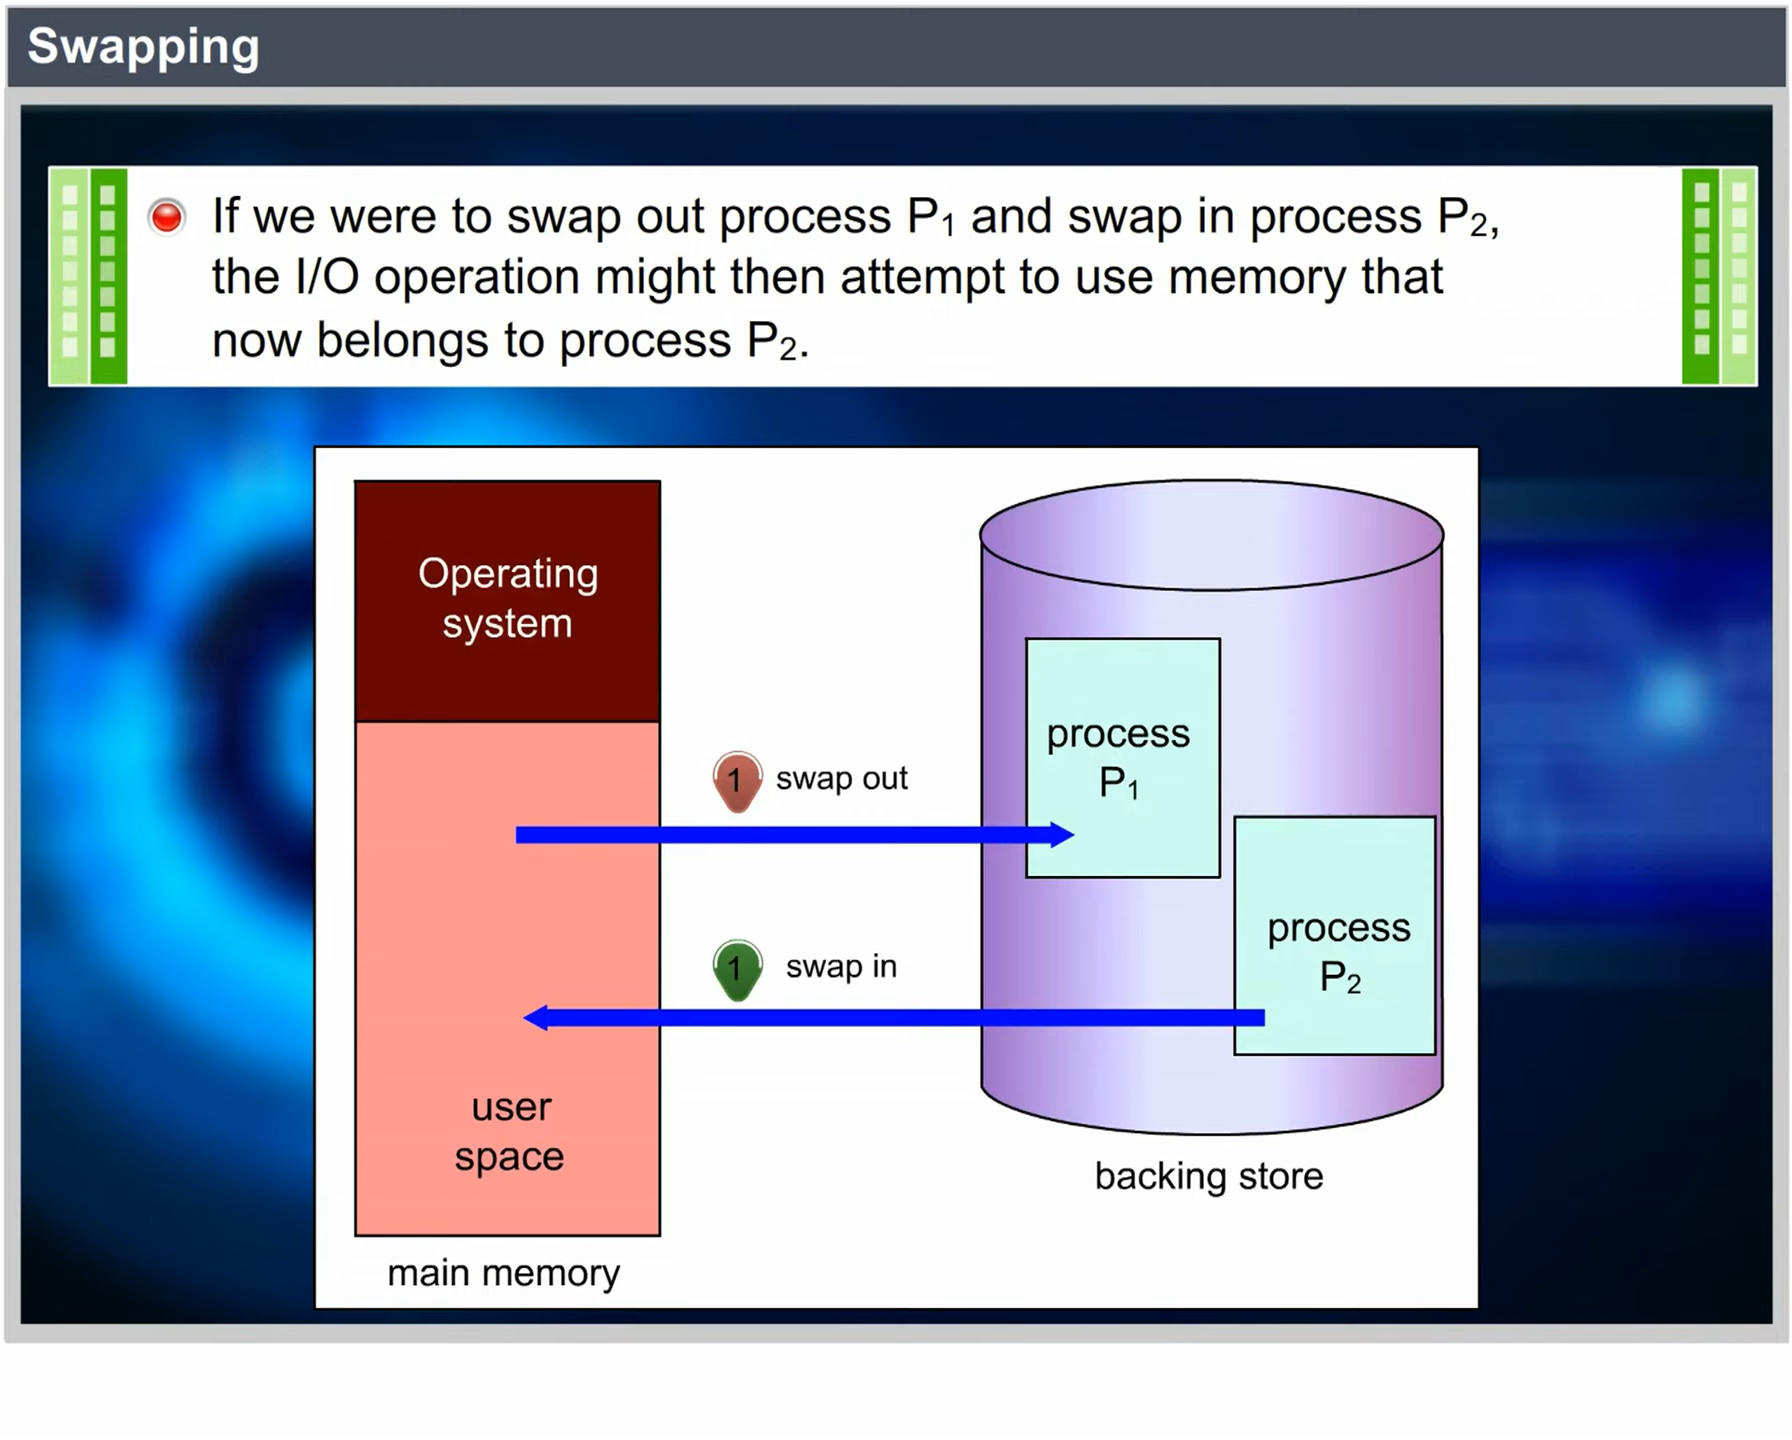 Swapping
If we were to swap out process P₁ and swap in process P₂,
the I/O operation might then attempt to use memory that
now belongs to process P₂.
Operating
system
process
P₁
1 swap out
process
P₂
1 swap in
user
space
backing store
main memory